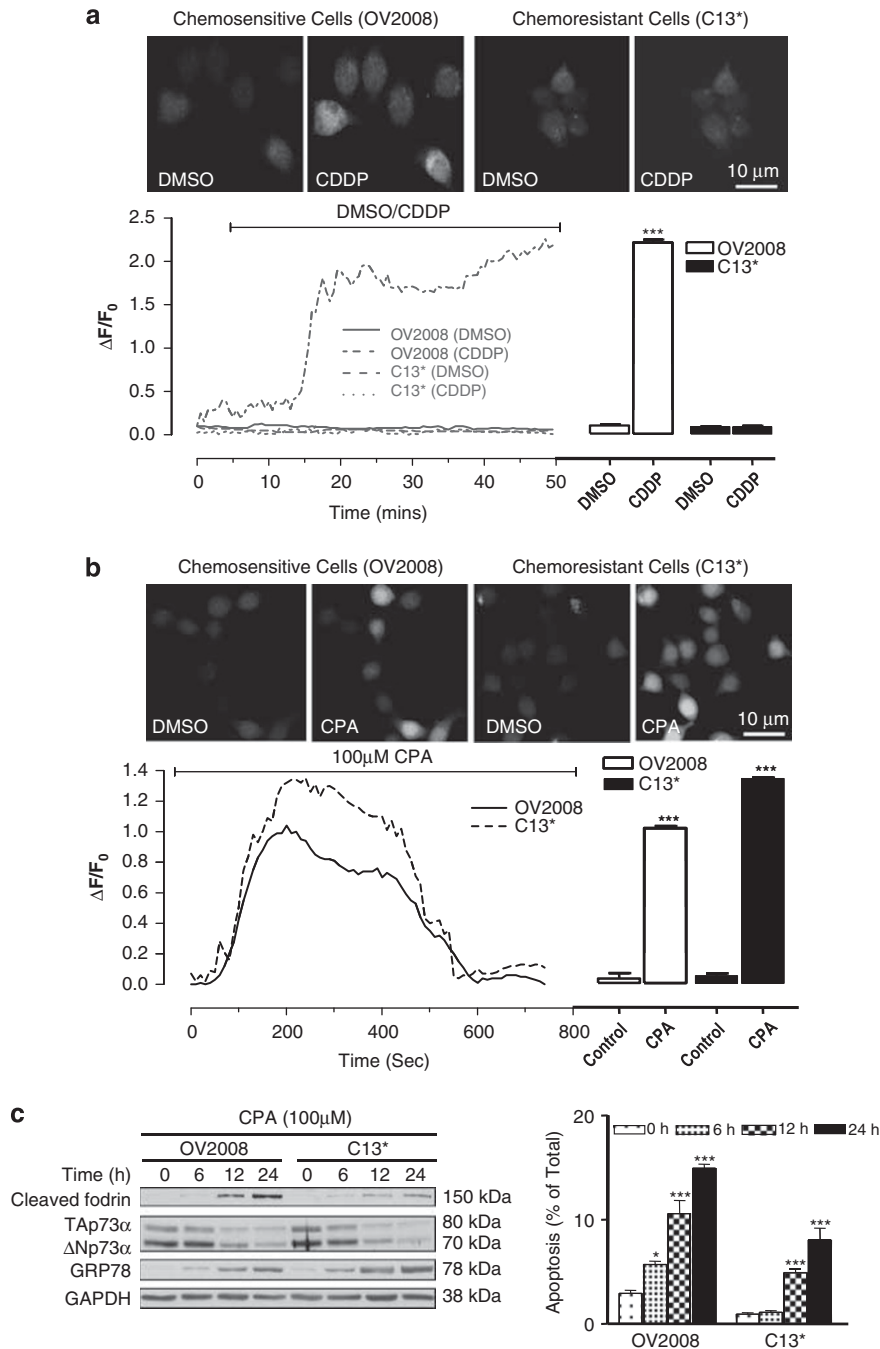 a
Chemosensitive Cells (OV2008) Chemoresistant Cells (C13*)
DMSO CDDP DMSO CDDP 10 μm
DMSO/CDDP
2.5
2.0
1.5
1.0
0.5
0.0
ΔF/F0
OV2008 (DMSO)
OV2008 (CDDP)
C13* (DMSO)
C13* (CDDP)
0 10 20 30 40 50
Time (mins)
***
OV2008
C13*
DMSO CDDP DMSO CDDP
b
Chemosensitive Cells (OV2008) Chemoresistant Cells (C13*)
DMSO CPA DMSO CPA 10 μm
100μM CPA
1.4
1.2
1.0
0.8
0.6
0.4
0.2
0.0
ΔF/F0
OV2008
C13*
0 200 400 600 800
Time (Sec)
OV2008
C13*
***
***
Control CPA Control CPA
c
CPA (100μM)
OV2008 C13*
Time (h) 0 6 12 24 0 6 12 24
Cleaved fodrin 150 kDa
TAp73α 80 kDa
ΔNp73α 70 kDa
GRP78 78 kDa
GAPDH 38 kDa
20
10
0
Apoptosis (% of Total)
0 h 6 h 12 h 24 h
* *** *** *** ***
OV2008 C13*